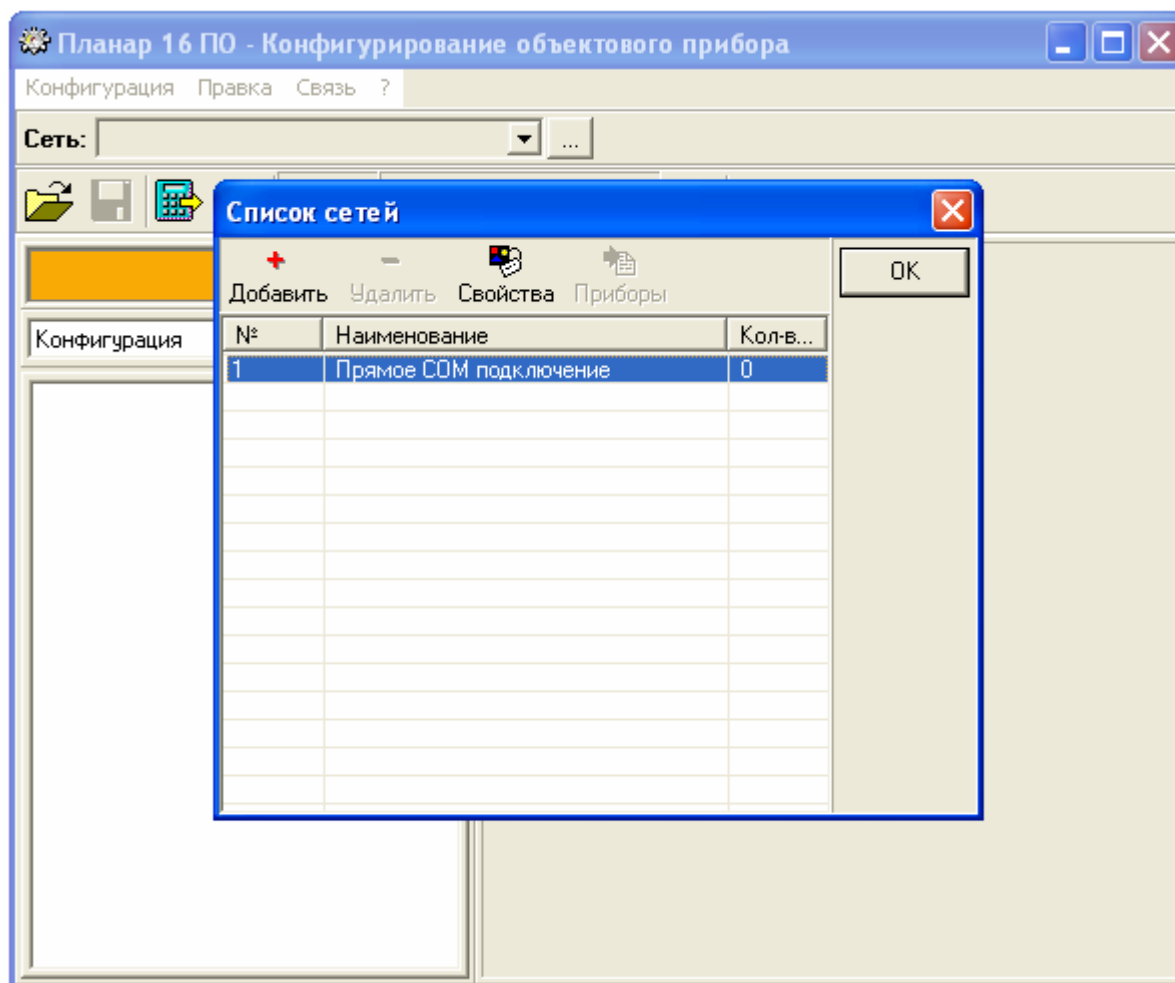 Планар 16 ПО - Конфигурирование объектового прибора
Конфигурация Правка Связь ?
Сеть: ...
Список сетей
Добавить Удалить Свойства Приборы
OK
№ Наименование Кол-в...
1 Прямое COM подключение 0
Конфигурация